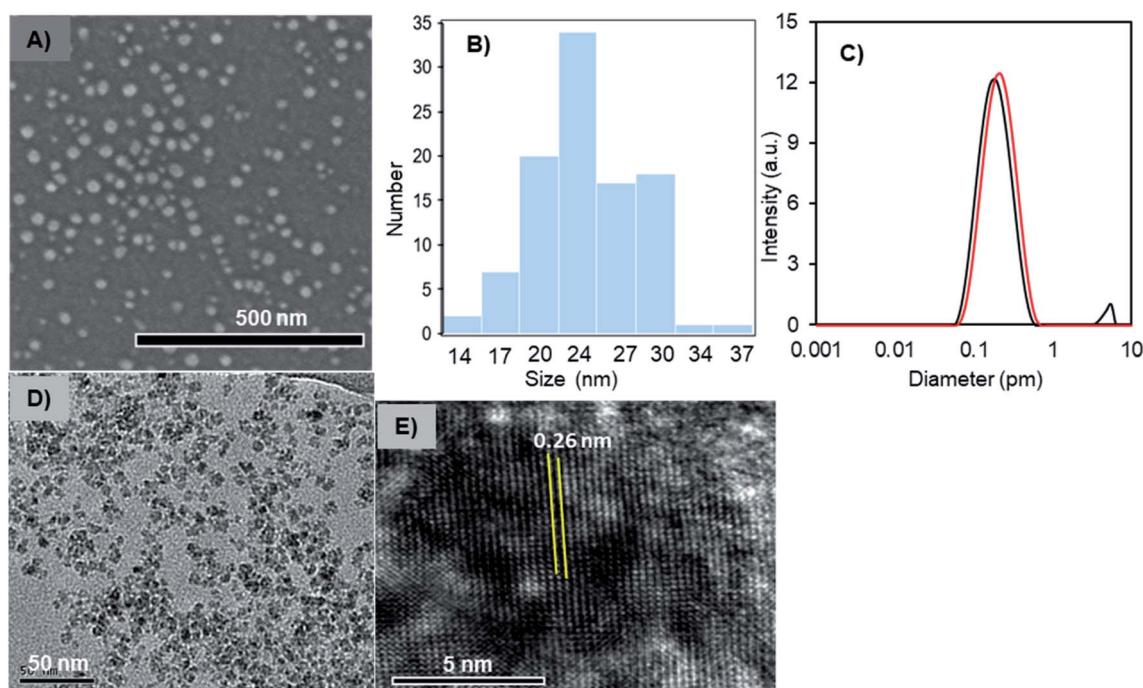 A)
500 nm
B)
35
30
25
20
15
10
5
0
Number
14 17 20 24 27 30 34 37
Size (nm)
C)
15
12
9
6
3
0
Intensity (a.u.)
0.001 0.01 0.1 1 10
Diameter (pm)
D)
50 nm
50 nm
E)
0.26 nm
5 nm